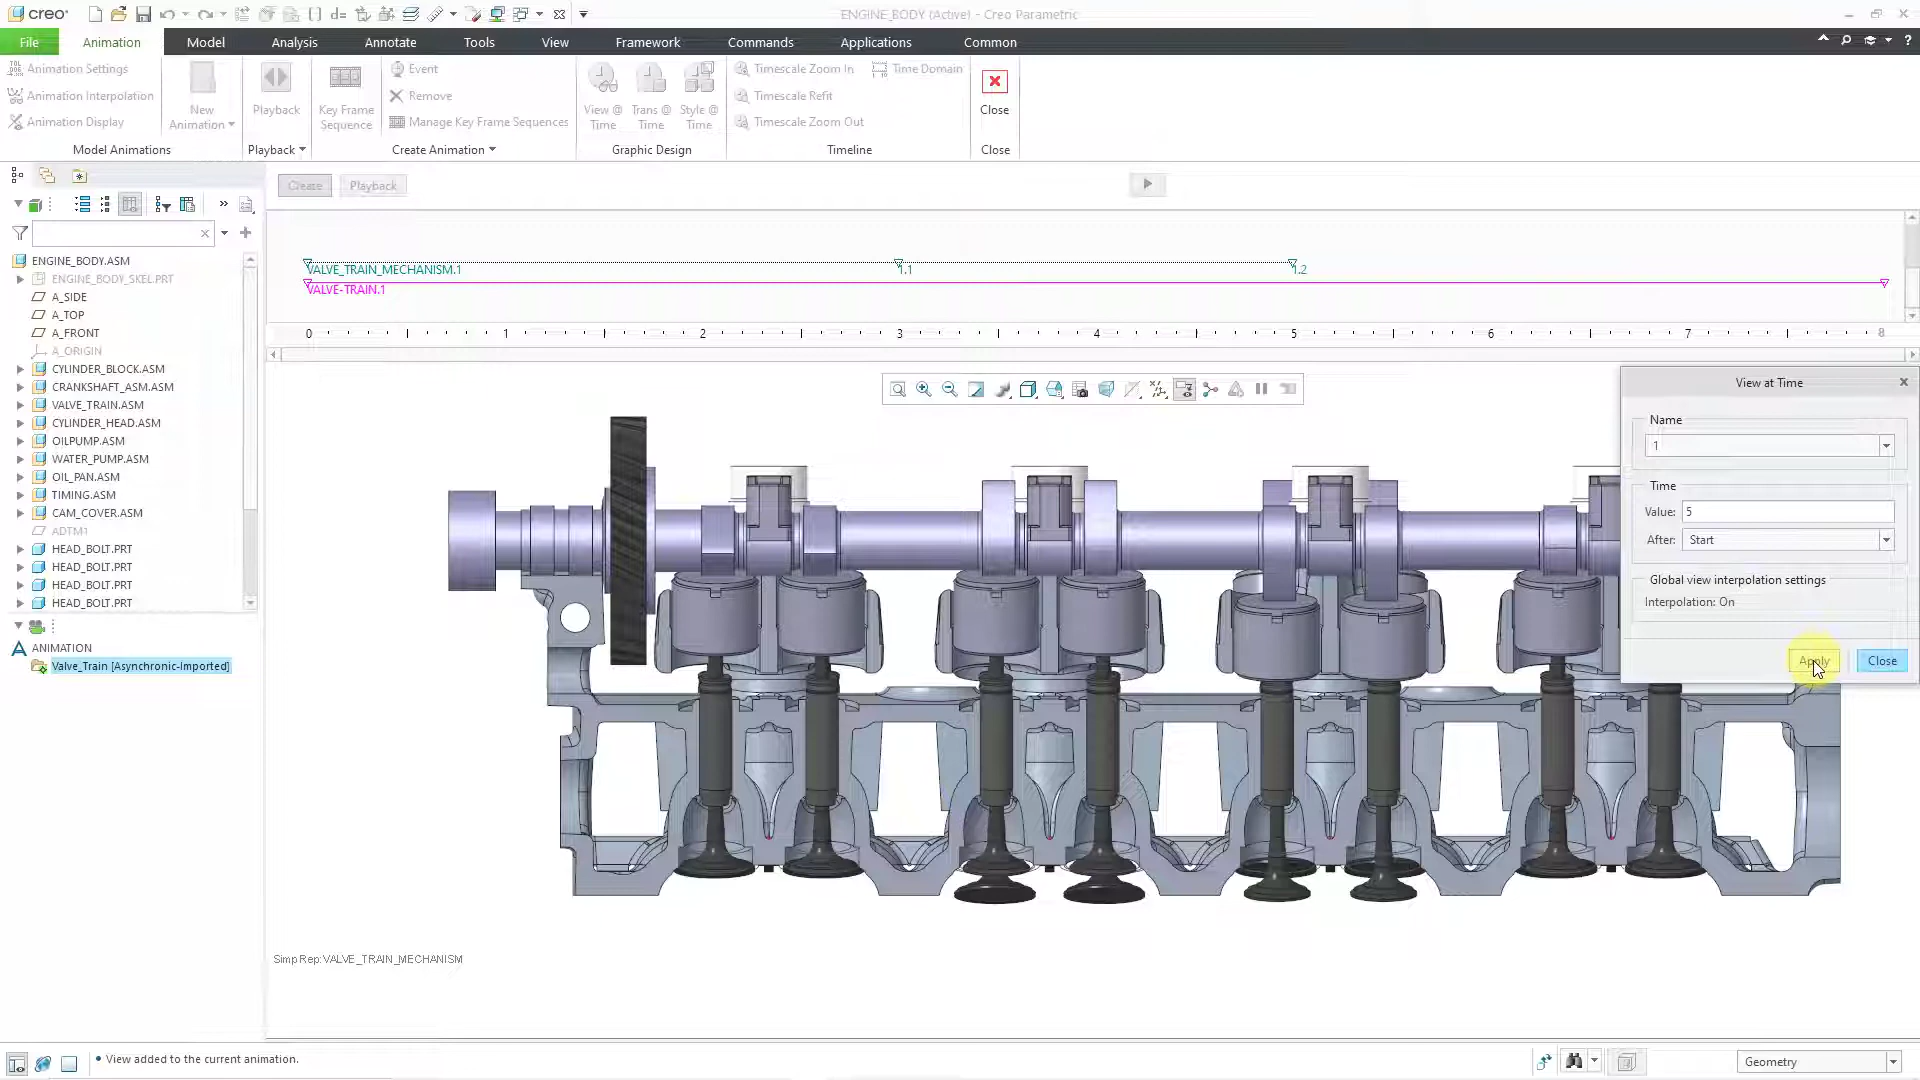 creo
ENGINE_BODY (Active) - Creo Parametric
File
Animation
Model
Analysis
Annotate
Tools
View
Framework
Commands
Applications
Common
Animation Settings
Animation Interpolation
Animation Display
Model Animations
New
Animation
Playback
Playback
Key Frame
Sequence
Event
Remove
Manage Key Frame Sequences
Create Animation
View @
Time
Trans @
Time
Style @
Time
Graphic Design
Timescale Zoom In
Time Domain
Timescale Refit
Timescale Zoom Out
Timeline
Close
Close
Create
Playback
VALVE_TRAIN_MECHANISM.1
1.1
1.2
VALVE-TRAIN.1
0 1 2 3 4 5 6 7 8
ENGINE_BODY.ASM
ENGINE_BODY_SKEL.PRT
A_SIDE
A_TOP
A_FRONT
A_ORIGIN
CYLINDER_BLOCK.ASM
CRANKSHAFT_ASM.ASM
VALVE_TRAIN.ASM
CYLINDER_HEAD.ASM
OILPUMP.ASM
WATER_PUMP.ASM
OIL_PAN.ASM
TIMING.ASM
CAM_COVER.ASM
ADTM1
HEAD_BOLT.PRT
HEAD_BOLT.PRT
HEAD_BOLT.PRT
HEAD_BOLT.PRT
ANIMATION
Valve_Train [Asynchronic-Imported]
View at Time
Name
1
Time
Value: 5
After: Start
Global view interpolation settings
Interpolation: On
Apply
Close
Simp Rep:VALVE_TRAIN_MECHANISM
• View added to the current animation.
Geometry